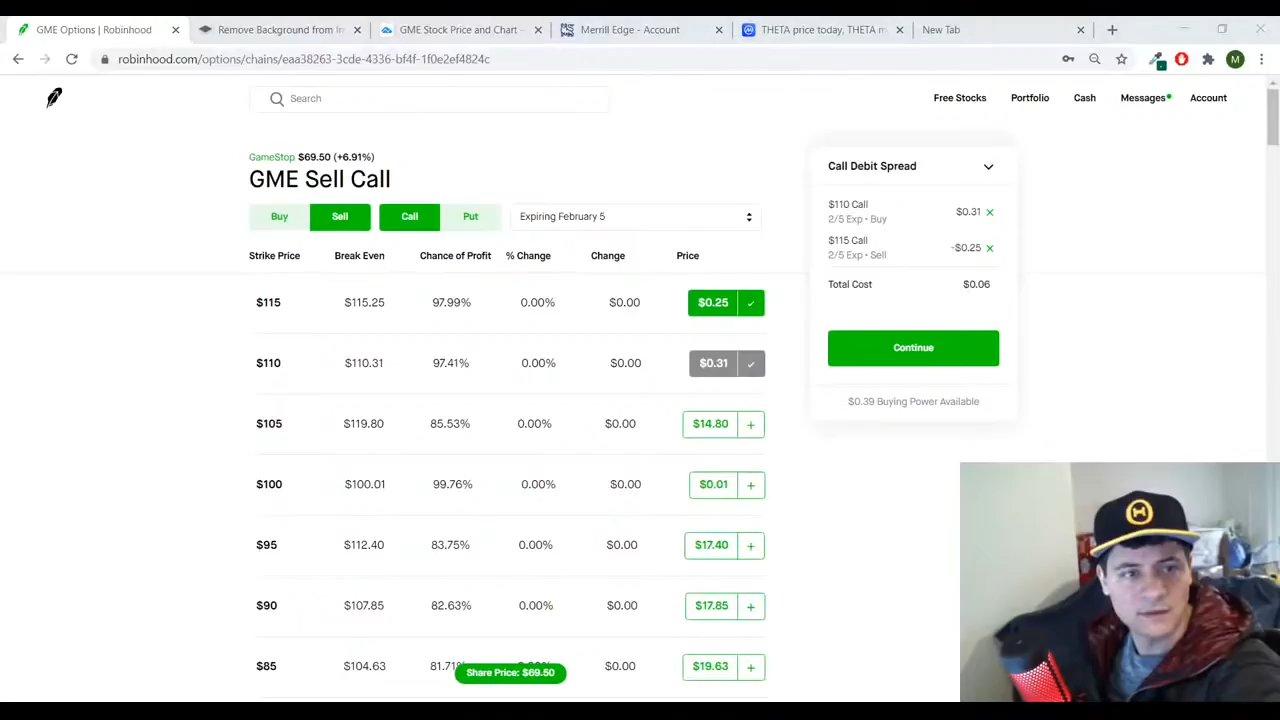 GME Options | Robinhood
Remove Background from Im
GME Stock Price and Chart —
Merrill Edge - Account
THETA price today, THETA m
New Tab
robinhood.com/options/chains/eaa38263-3cde-4336-bf4f-1f0e2ef4824c
M
Search
Free Stocks
Portfolio
Cash
Messages
Account
GameStop $69.50 (+6.91%)
GME Sell Call
Buy
Sell
Call
Put
Expiring February 5
Strike Price
Break Even
Chance of Profit
% Change
Change
Price
$115 $115.25 97.99% 0.00% $0.00 $0.25
$110 $110.31 97.41% 0.00% $0.00 $0.31
$105 $119.80 85.53% 0.00% $0.00 $14.80 +
$100 $100.01 99.76% 0.00% $0.00 $0.01 +
$95 $112.40 83.75% 0.00% $0.00 $17.40 +
$90 $107.85 82.63% 0.00% $0.00 $17.85 +
$85 $104.63 81.71% $0.00 $19.63 +
Share Price: $69.50
Call Debit Spread
$110 Call
2/5 Exp • Buy
$0.31
$115 Call
2/5 Exp • Sell
-$0.25
Total Cost $0.06
Continue
$0.39 Buying Power Available